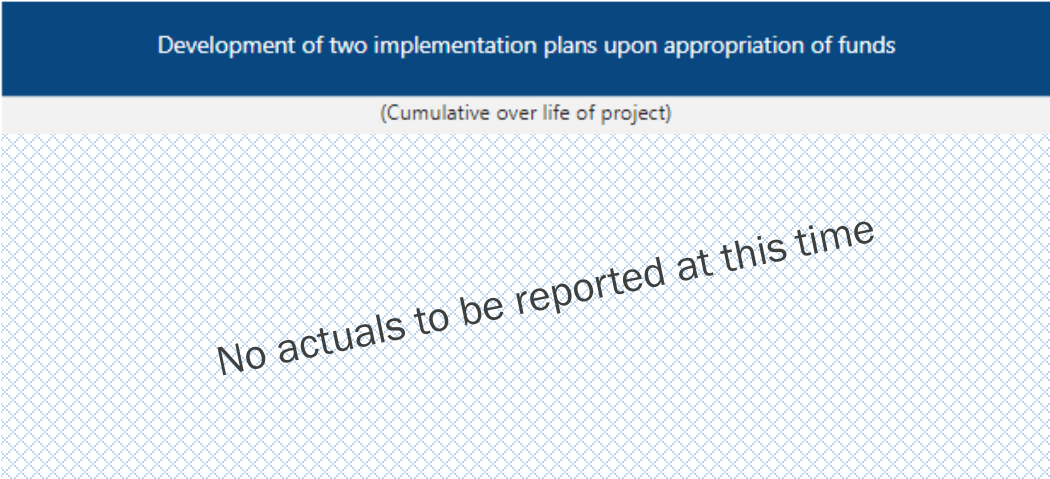 Development of two implementation plans upon appropriation of funds
(Cumulative over life of project)
No actuals to be reported at this time